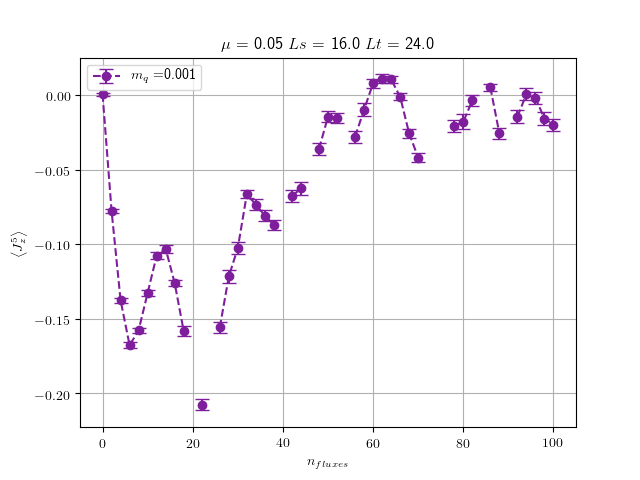 μ = 0.05 Ls = 16.0 Lt = 24.0
m_q =0.001
0.00
−0.05
−0.10
−0.15
−0.20
⟨J_z^5⟩
0 20 40 60 80 100
n_fluxes